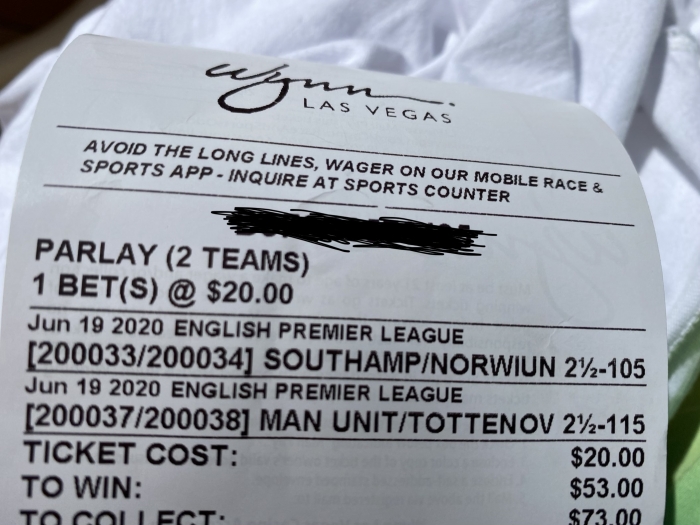 Wynn
LAS VEGAS
AVOID THE LONG LINES, WAGER ON OUR MOBILE RACE &
SPORTS APP - INQUIRE AT SPORTS COUNTER
PARLAY (2 TEAMS)
1 BET(S) @ $20.00
Jun 19 2020 ENGLISH PREMIER LEAGUE
[200033/200034] SOUTHAMP/NORWIUN 2½-105
Jun 19 2020 ENGLISH PREMIER LEAGUE
[200037/200038] MAN UNIT/TOTTENOV 2½-115
TICKET COST: $20.00
TO WIN: $53.00
TO COLLECT: $73.00